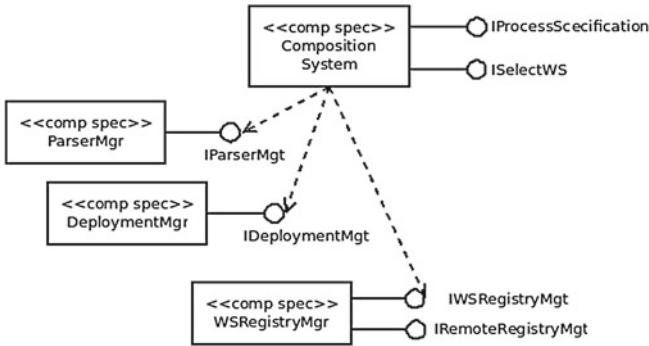 <<comp spec>>
Composition
System
IProcessScecification
ISelectWS
<<comp spec>>
ParserMgr
IParserMgt
<<comp spec>>
DeploymentMgr
IDeploymentMgt
<<comp spec>>
WSRegistryMgr
IWSRegistryMgt
IRemoteRegistryMgt